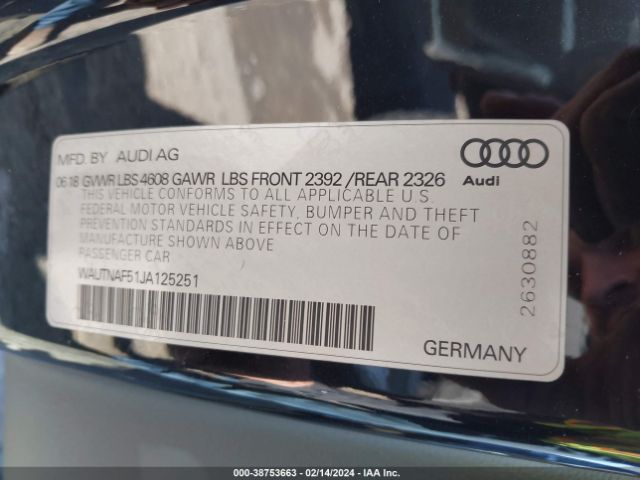 MFD. BY AUDI AG
06 18 GVWR LBS 4608 GAWR LBS FRONT 2392 /REAR 2326
Audi
THIS VEHICLE CONFORMS TO ALL APPLICABLE U.S.
FEDERAL MOTOR VEHICLE SAFETY, BUMPER AND THEFT
PREVENTION STANDARDS IN EFFECT ON THE DATE OF
MANUFACTURE SHOWN ABOVE
PASSENGER CAR
WAUTNAF51JA125251
2630882
GERMANY
000-38753663 - 02/14/2024 - IAA Inc.